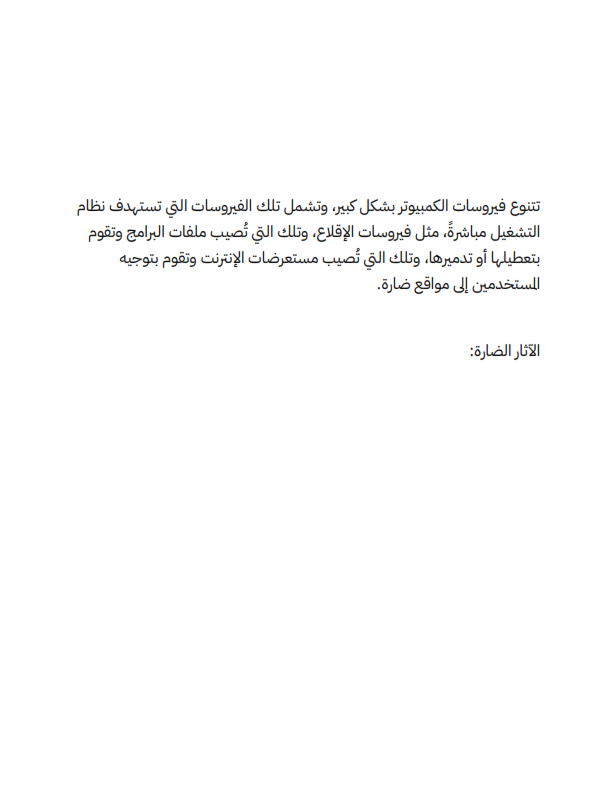 تتنوع فيروسات الكمبيوتر بشكل كبير، وتشمل تلك الفيروسات التي تستهدف نظام
التشغيل مباشرةً، مثل فيروسات الإقلاع، وتلك التي تُصيب ملفات البرامج وتقوم
بتعطيلها أو تدميرها، وتلك التي تُصيب مستعرضات الإنترنت وتقوم بتوجيه
المستخدمين إلى مواقع ضارة.
الآثار الضارة: